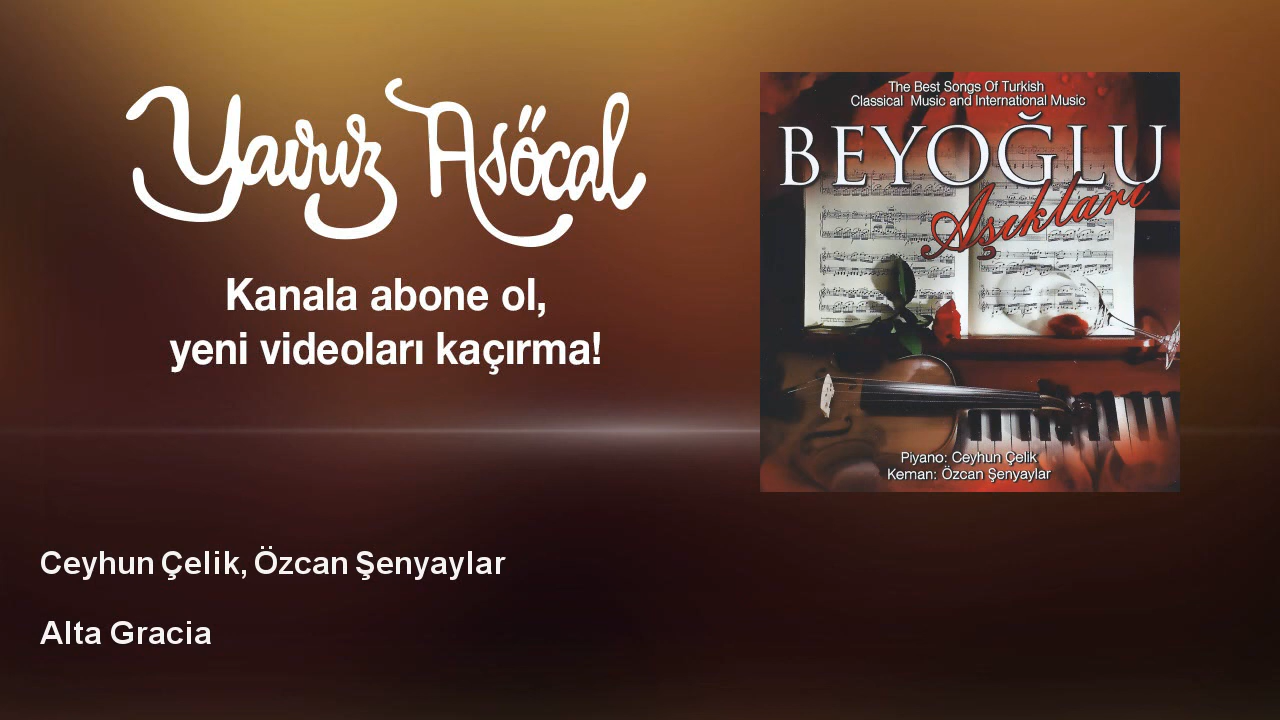 Yavuz Asöcal
Kanala abone ol,
yeni videoları kaçırma!
The Best Songs Of Turkish
Classical Music and International Music
BEYOĞLU
Aşıkları
Piyano: Ceyhun Çelik
Keman: Özcan Şenyaylar
Ceyhun Çelik, Özcan Şenyaylar
Alta Gracia